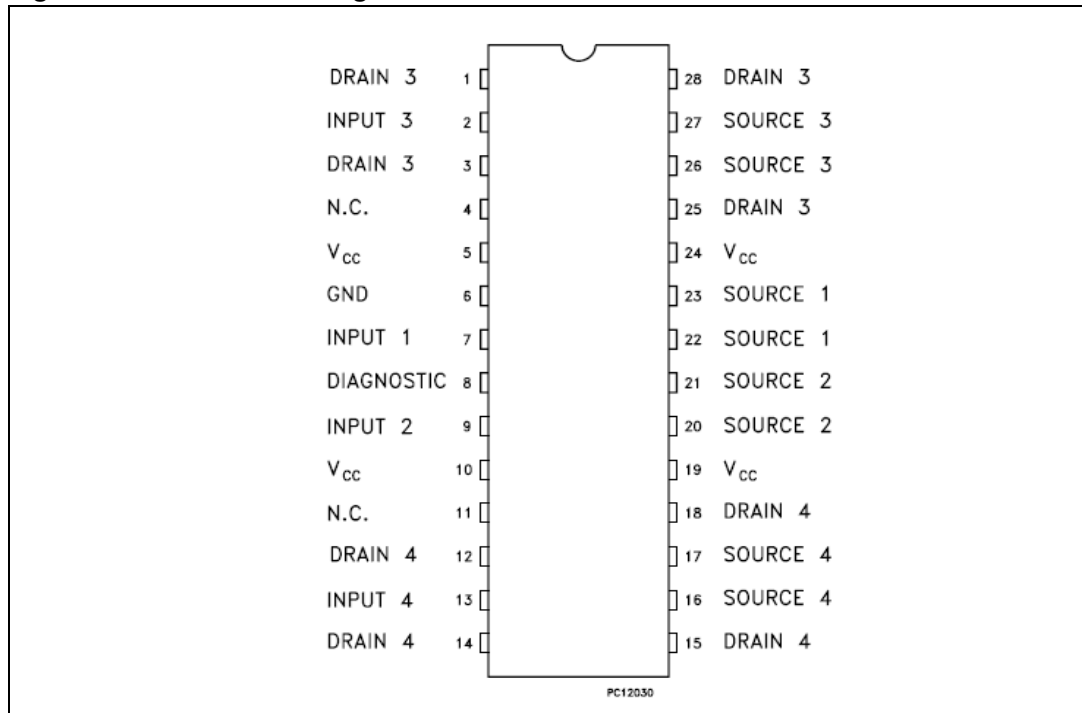 DRAIN 3 1 28 DRAIN 3
INPUT 3 2 27 SOURCE 3
DRAIN 3 3 26 SOURCE 3
N.C. 4 25 DRAIN 3
VCC 5 24 VCC
GND 6 23 SOURCE 1
INPUT 1 7 22 SOURCE 1
DIAGNOSTIC 8 21 SOURCE 2
INPUT 2 9 20 SOURCE 2
VCC 10 19 VCC
N.C. 11 18 DRAIN 4
DRAIN 4 12 17 SOURCE 4
INPUT 4 13 16 SOURCE 4
DRAIN 4 14 15 DRAIN 4
PC12030